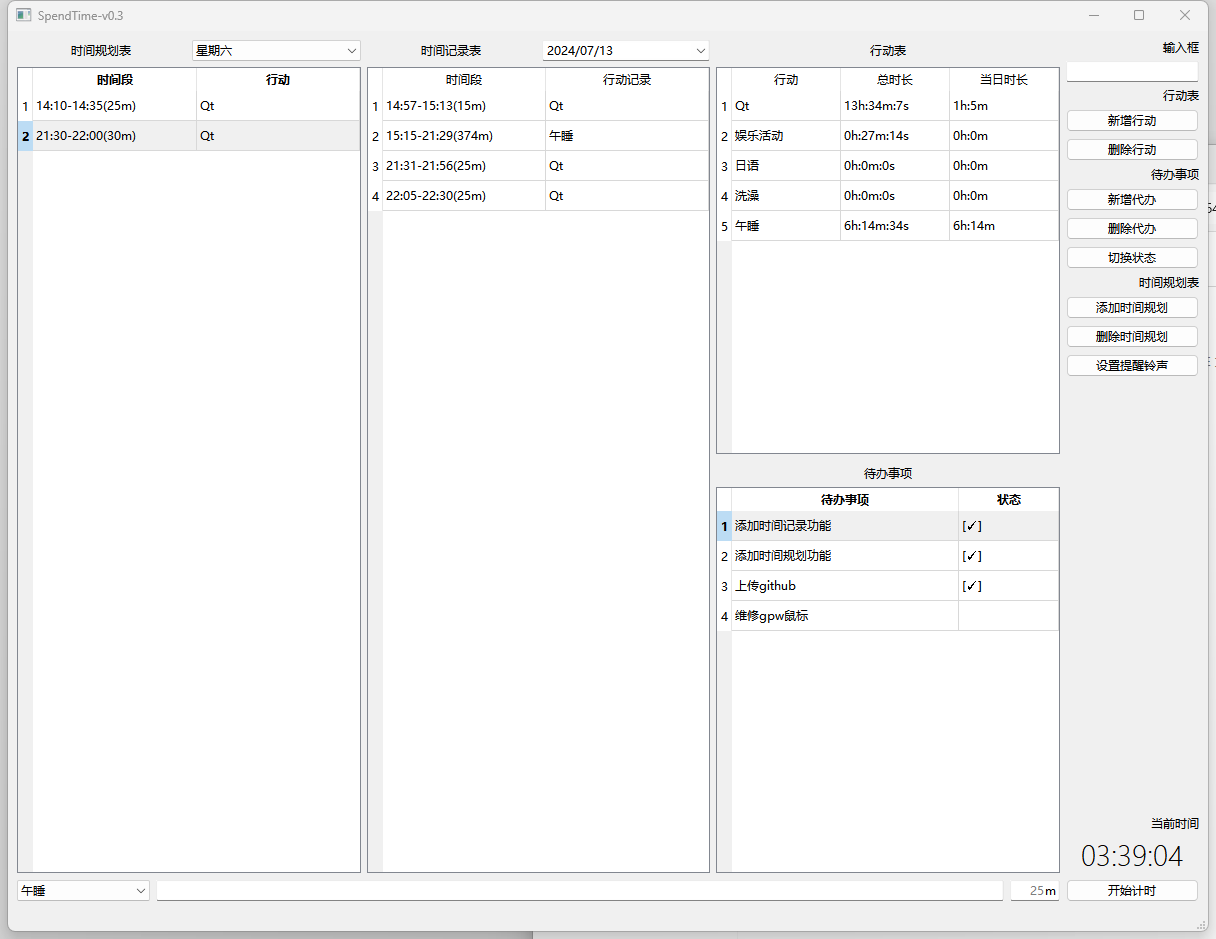 SpendTime-v0.3
时间规划表 星期六
时间段 行动
1 14:10-14:35(25m) Qt
2 21:30-22:00(30m) Qt
时间记录表 2024/07/13
时间段 行动记录
1 14:57-15:13(15m) Qt
2 15:15-21:29(374m) 午睡
3 21:31-21:56(25m) Qt
4 22:05-22:30(25m) Qt
行动表
行动 总时长 当日时长
1 Qt 13h:34m:7s 1h:5m
2 娱乐活动 0h:27m:14s 0h:0m
3 日语 0h:0m:0s 0h:0m
4 洗澡 0h:0m:0s 0h:0m
5 午睡 6h:14m:34s 6h:14m
待办事项
待办事项 状态
1 添加时间记录功能 [✓]
2 添加时间规划功能 [✓]
3 上传github [✓]
4 维修gpw鼠标
输入框
行动表
新增行动
删除行动
待办事项
新增代办
删除代办
切换状态
时间规划表
添加时间规划
删除时间规划
设置提醒铃声
当前时间
03:39:04
午睡 25m 开始计时